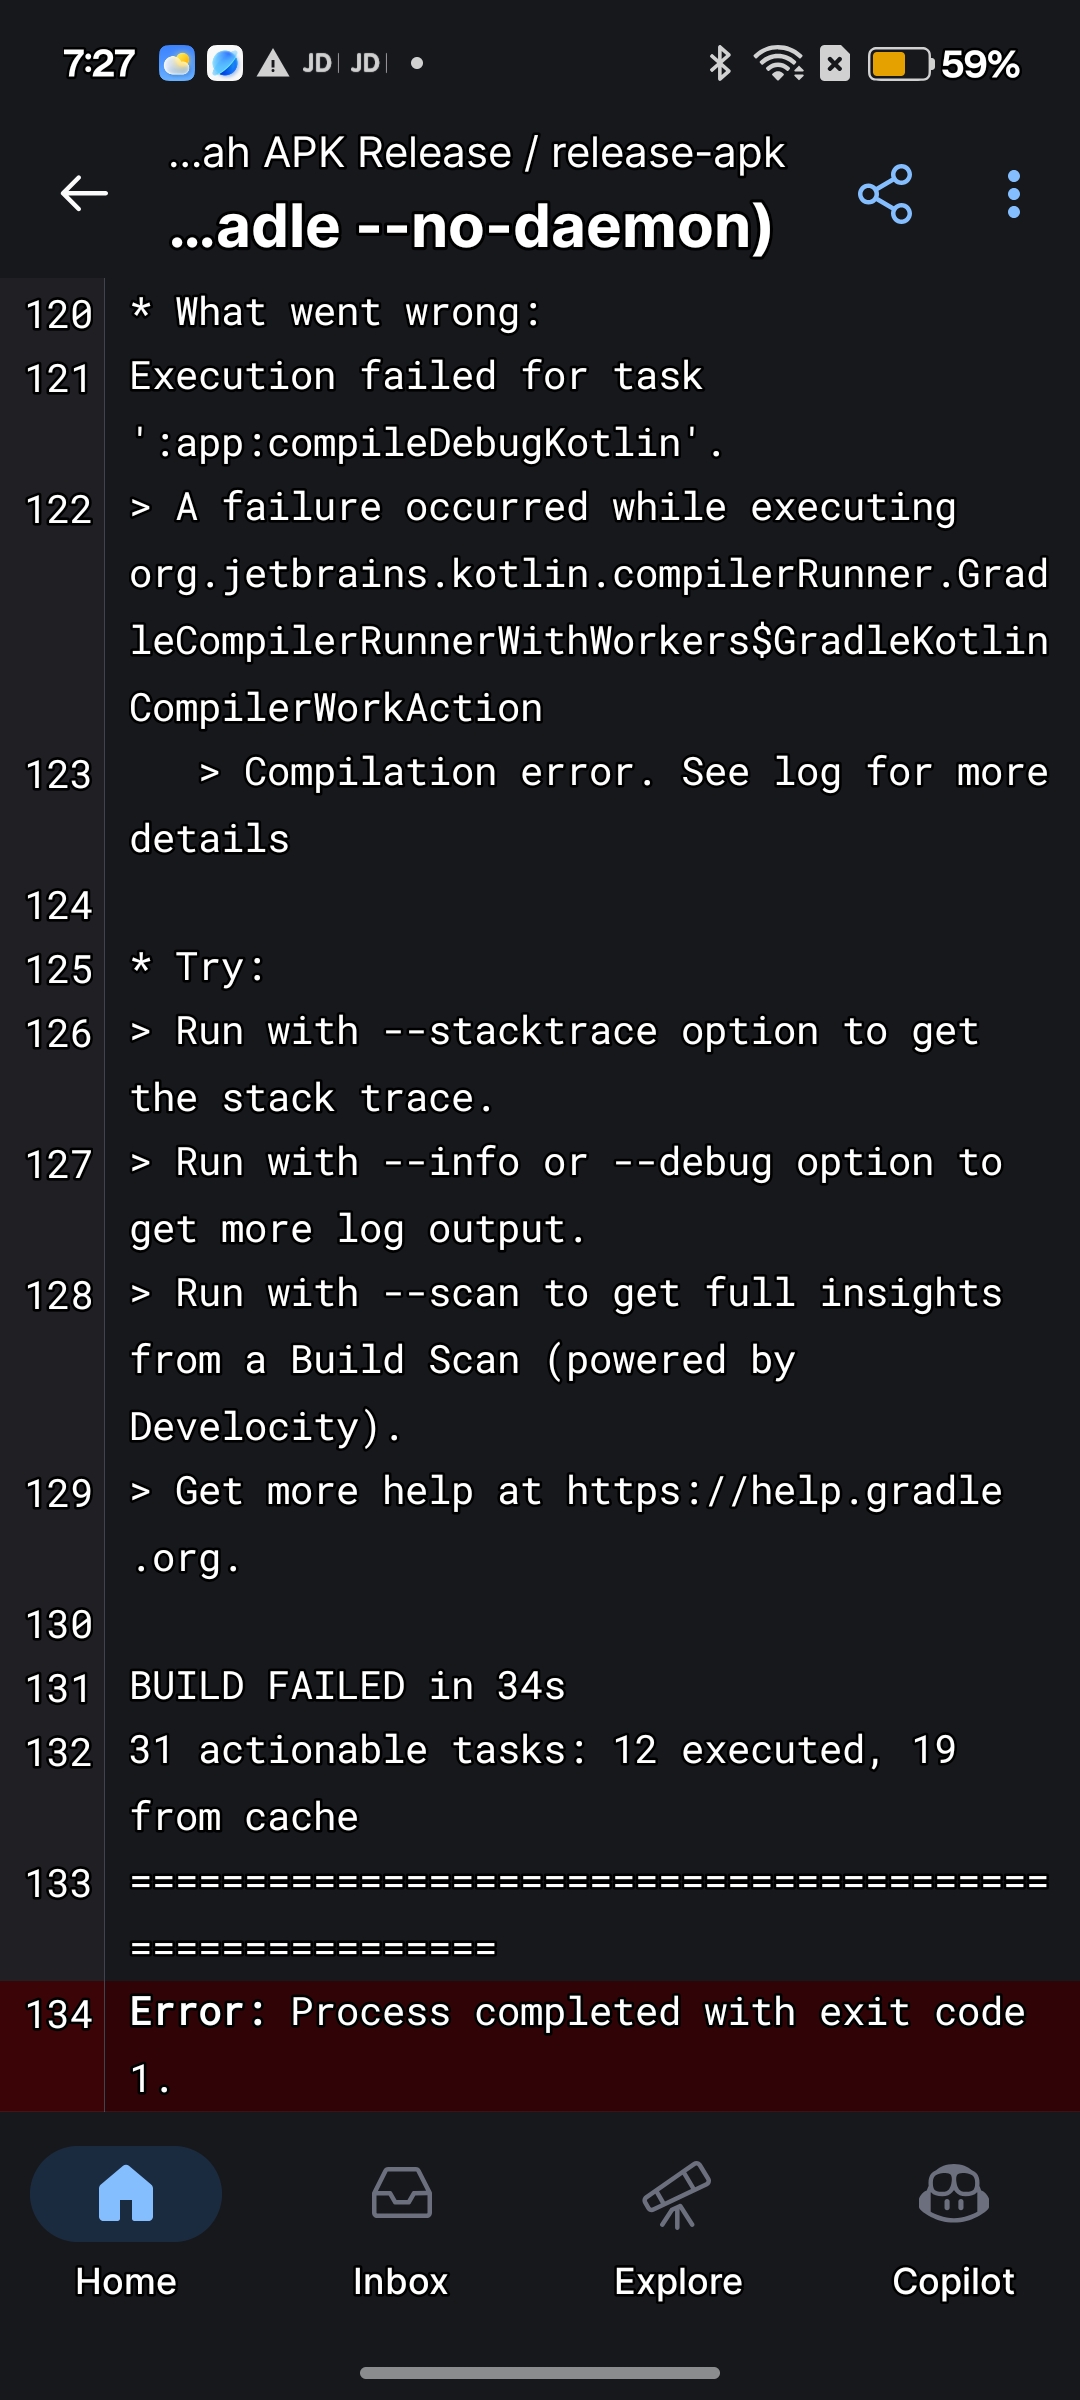 7:27 JD JD 59%
...ah APK Release / release-apk
...adle --no-daemon)
120 * What went wrong:
121 Execution failed for task
':app:compileDebugKotlin'.
122 > A failure occurred while executing
org.jetbrains.kotlin.compilerRunner.Grad
leCompilerRunnerWithWorkers$GradleKotlin
CompilerWorkAction
123 > Compilation error. See log for more
details
124
125 * Try:
126 > Run with --stacktrace option to get
the stack trace.
127 > Run with --info or --debug option to
get more log output.
128 > Run with --scan to get full insights
from a Build Scan (powered by
Develocity).
129 > Get more help at https://help.gradle
.org.
130
131 BUILD FAILED in 34s
132 31 actionable tasks: 12 executed, 19
from cache
133 ========================================
================
134 Error: Process completed with exit code
1.
Home Inbox Explore Copilot